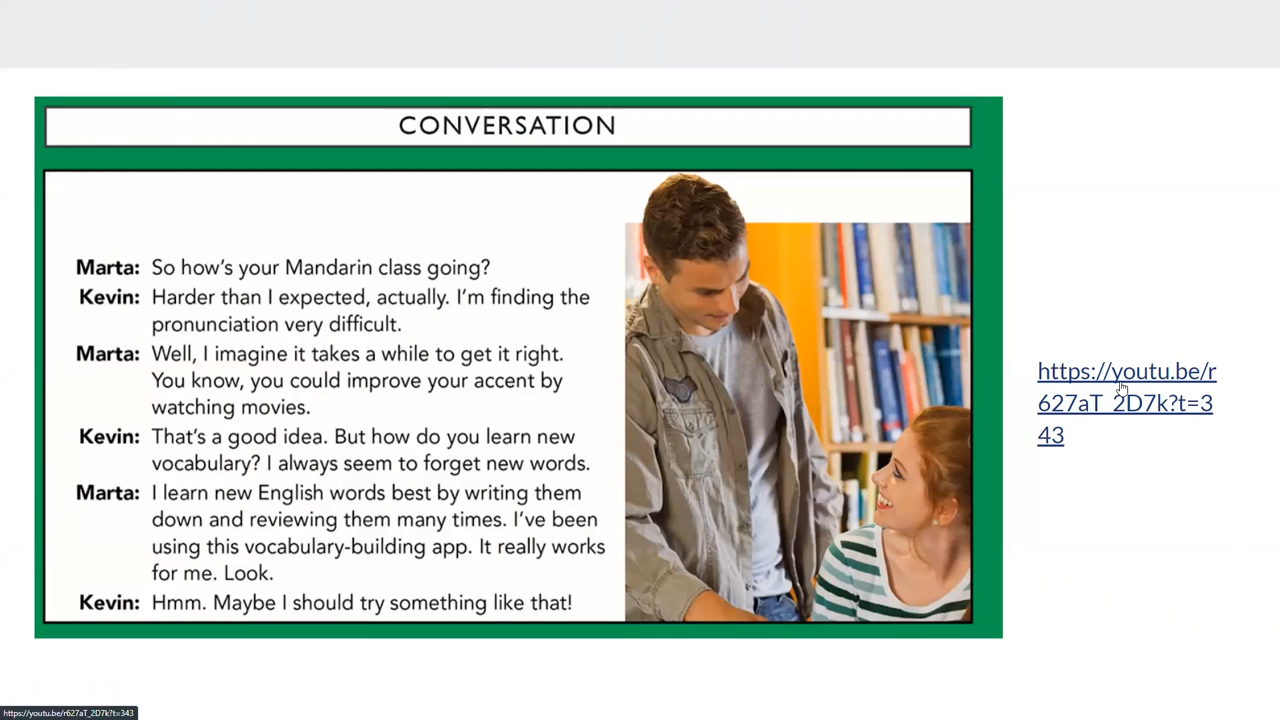 CONVERSATION
Marta: So how's your Mandarin class going?
Kevin: Harder than I expected, actually. I'm finding the
pronunciation very difficult.
Marta: Well, I imagine it takes a while to get it right.
You know, you could improve your accent by
watching movies.
Kevin: That's a good idea. But how do you learn new
vocabulary? I always seem to forget new words.
Marta: I learn new English words best by writing them
down and reviewing them many times. I've been
using this vocabulary-building app. It really works
for me. Look.
Kevin: Hmm. Maybe I should try something like that!
https://youtu.be/r
627aT_2D7k?t=3
43
https://youtu.be/r627aT_2D7k?t=343